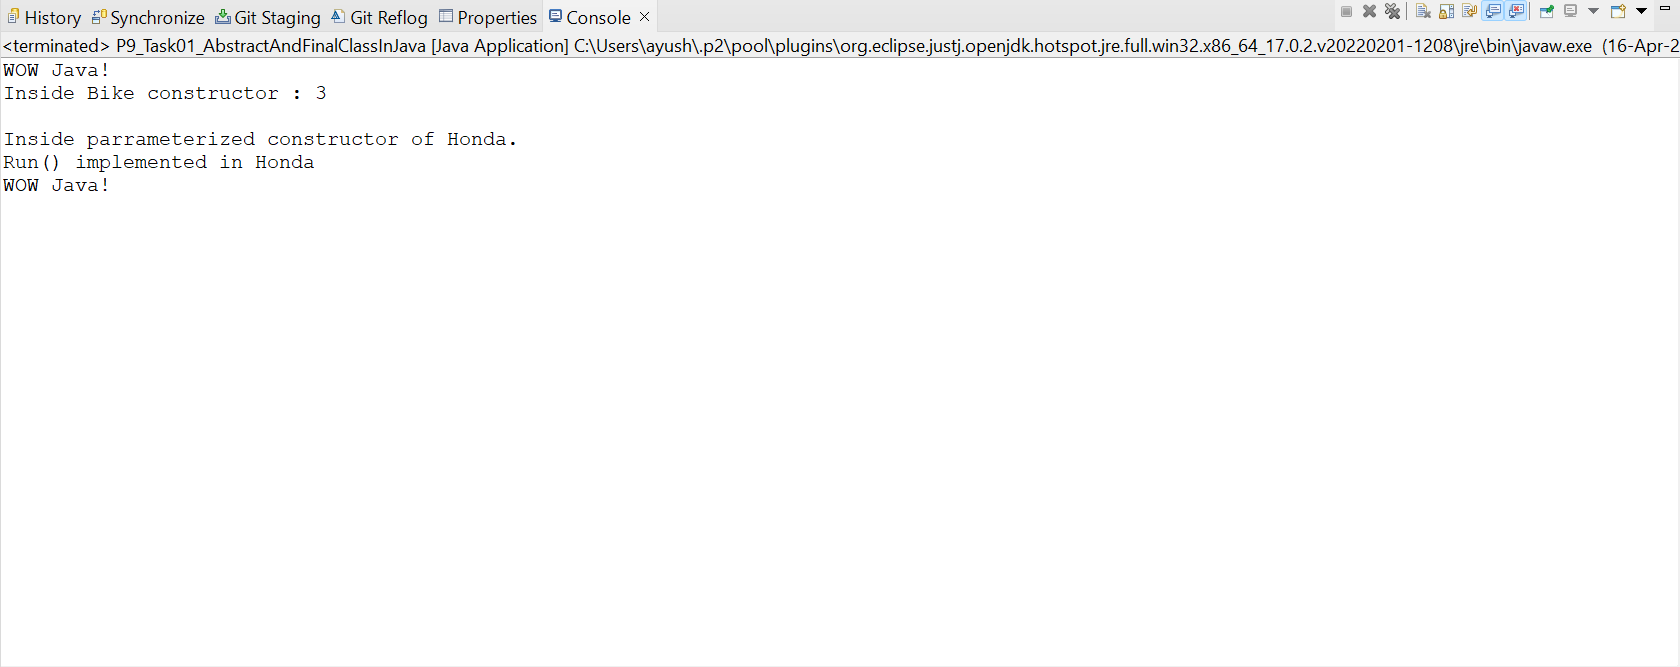 History Synchronize Git Staging Git Reflog Properties Console
<terminated> P9_Task01_AbstractAndFinalClassInJava [Java Application] C:\Users\ayush\.p2\pool\plugins\org.eclipse.justj.openjdk.hotspot.jre.full.win32.x86_64_17.0.2.v20220201-1208\jre\bin\javaw.exe (16-Apr-2
WOW Java!
Inside Bike constructor : 3
Inside parrameterized constructor of Honda.
Run() implemented in Honda
WOW Java!